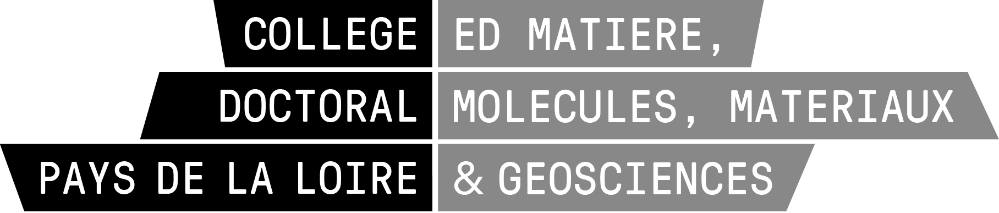 COLLEGE
DOCTORAL
PAYS DE LA LOIRE
ED MATIERE,
MOLECULES, MATERIAUX
& GEOSCIENCES